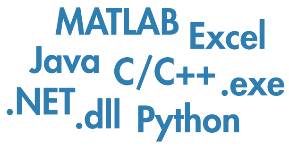 MATLAB Excel
Java C/C++ .exe
.NET .dll Python